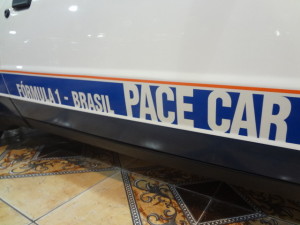 FÓRMULA 1 - BRASIL PACE CAR